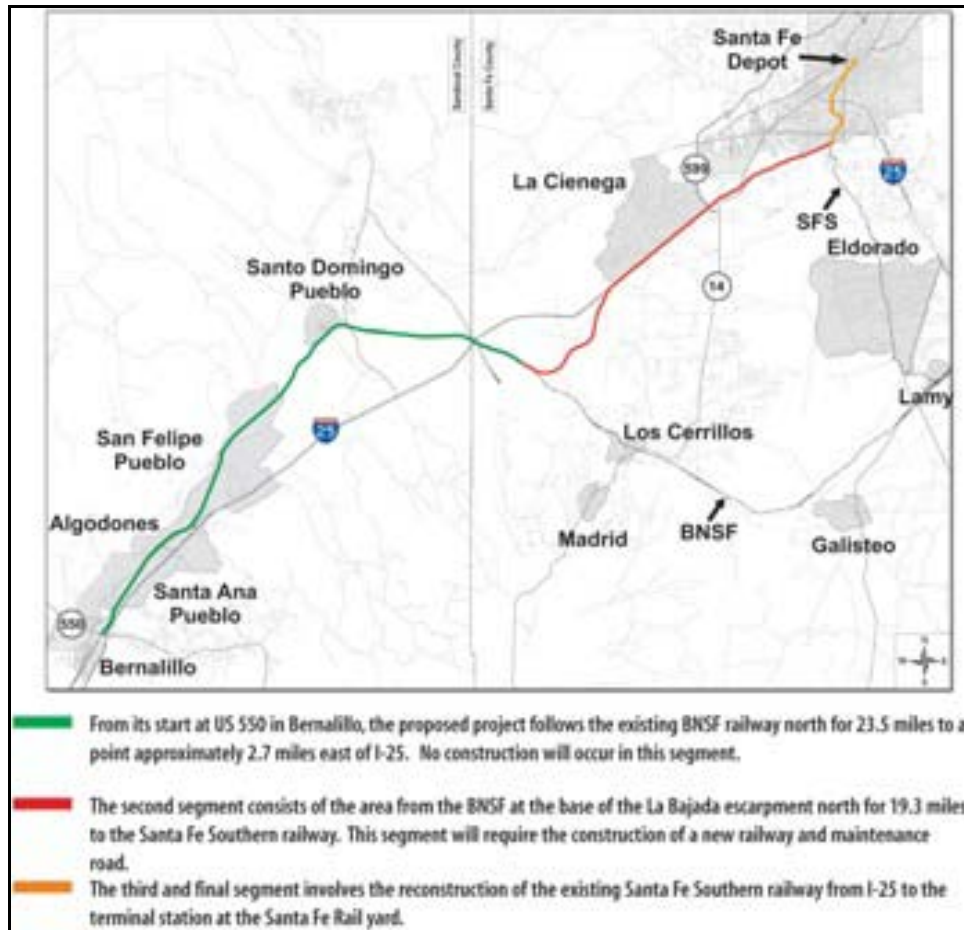 Sandoval County
Santa Fe County
Santa Fe
Depot
La Cienega
599
25
SFS
Eldorado
Santo Domingo
Pueblo
14
Lamy
San Felipe
Pueblo
25
Los Cerrillos
Algodones
Madrid
BNSF
Galisteo
Santa Ana
Pueblo
550
Bernalillo
From its start at US 550 in Bernalillo, the proposed project follows the existing BNSF railway north for 23.5 miles to a
point approximately 2.7 miles east of I-25. No construction will occur in this segment.
The second segment consists of the area from the BNSF at the base of the La Bajada escarpment north for 19.3 miles
to the Santa Fe Southern railway. This segment will require the construction of a new railway and maintenance
road.
The third and final segment involves the reconstruction of the existing Santa Fe Southern railway from I-25 to the
terminal station at the Santa Fe Rail yard.